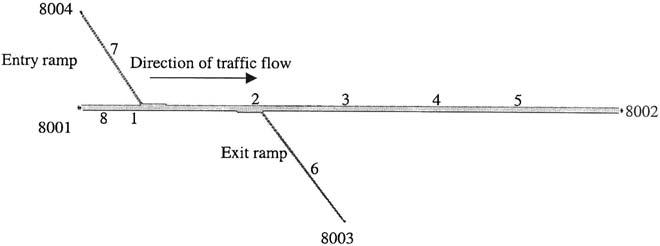 8004
7
Entry ramp
Direction of traffic flow
2 3 4 5
8002
8001
8 1
Exit ramp
6
8003